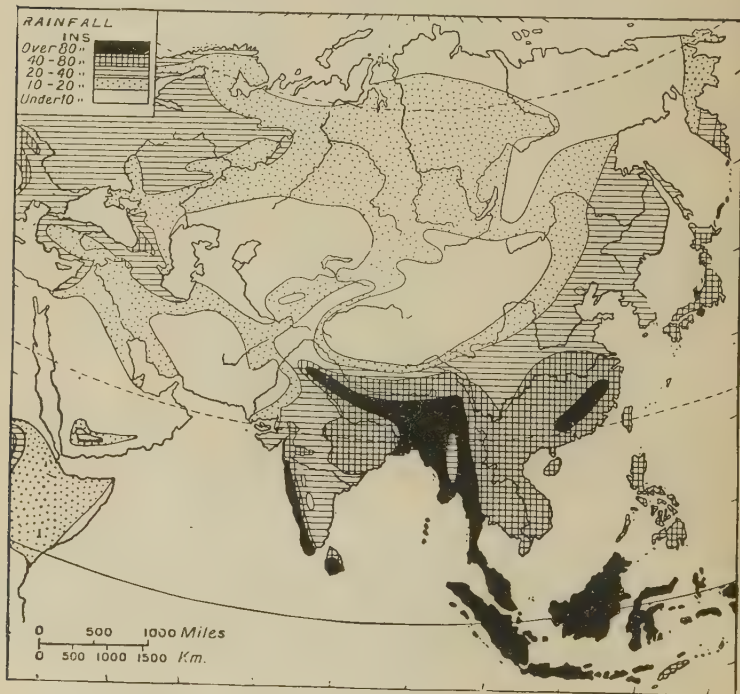 RAINFALL
INS
Over 80 "
40-80 "
20-40 "
10-20 "
Under 10 "
0 500 1000 Miles
0 500 1000 1500 Km.